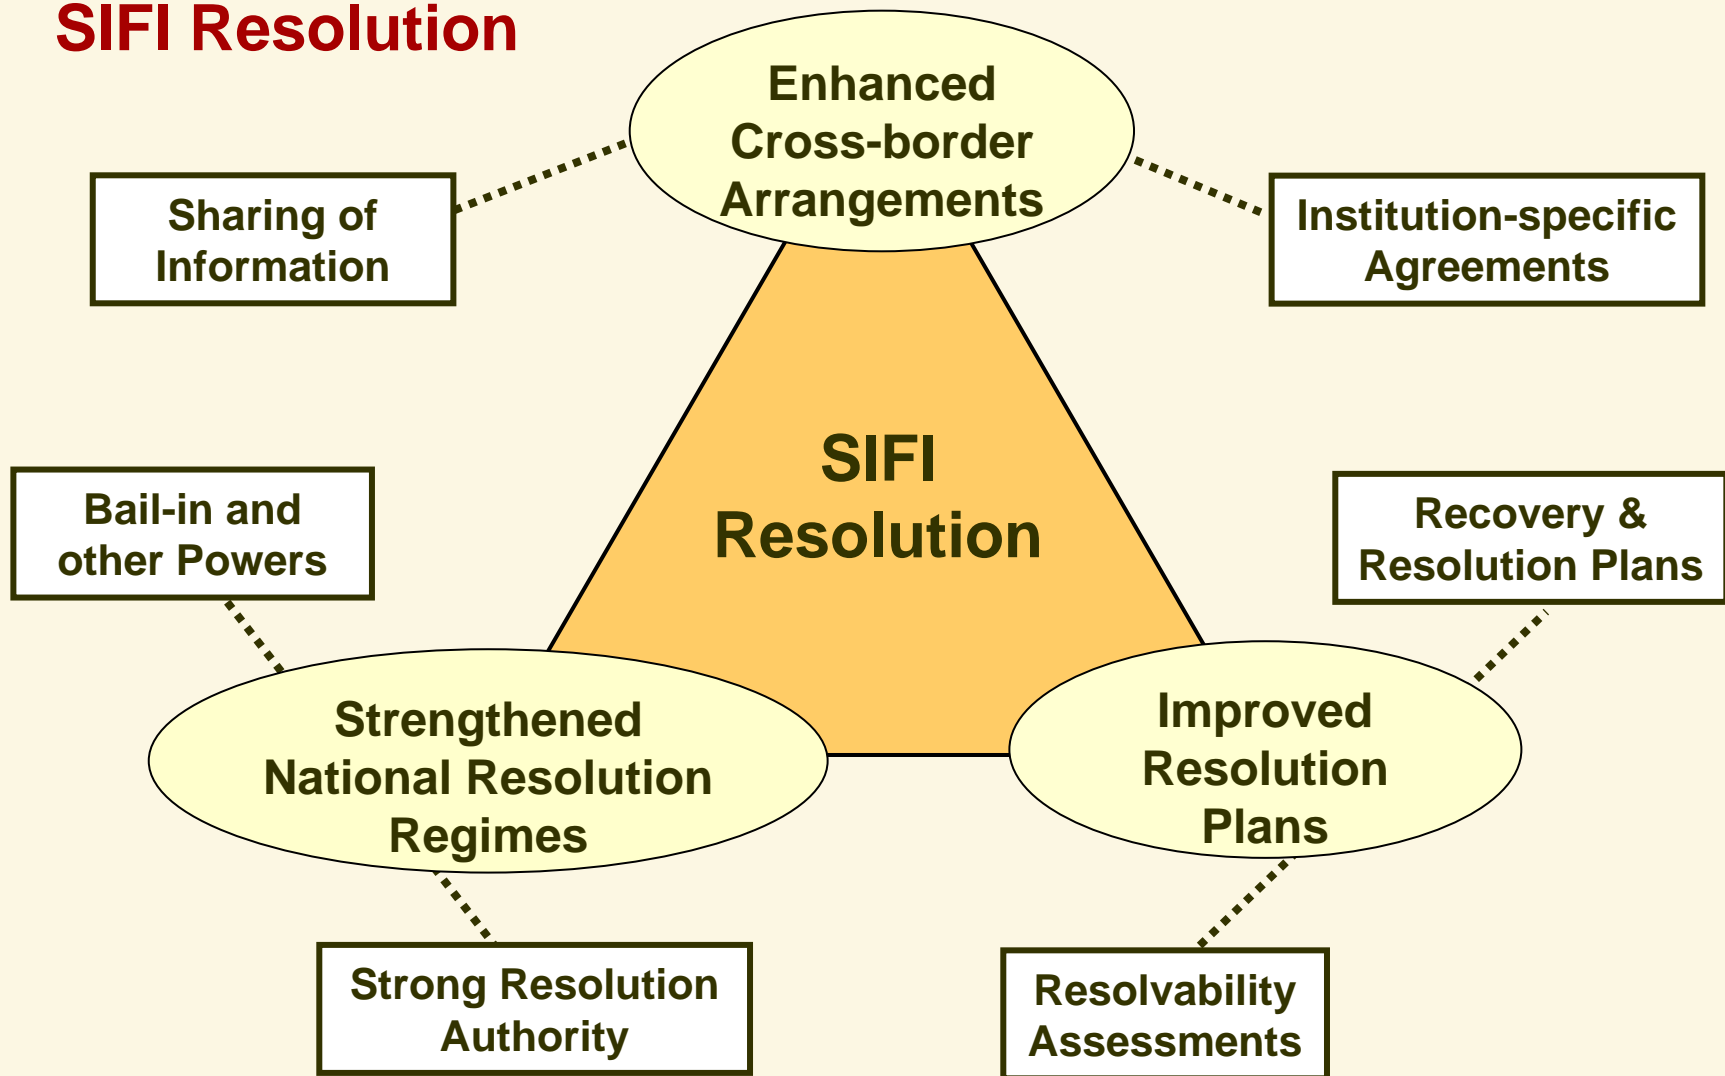 SIFI Resolution
Enhanced
Cross-border
Arrangements
Sharing of
Information
Institution-specific
Agreements
SIFI
Resolution
Bail-in and
other Powers
Recovery &
Resolution Plans
Strengthened
National Resolution
Regimes
Improved
Resolution
Plans
Strong Resolution
Authority
Resolvability
Assessments